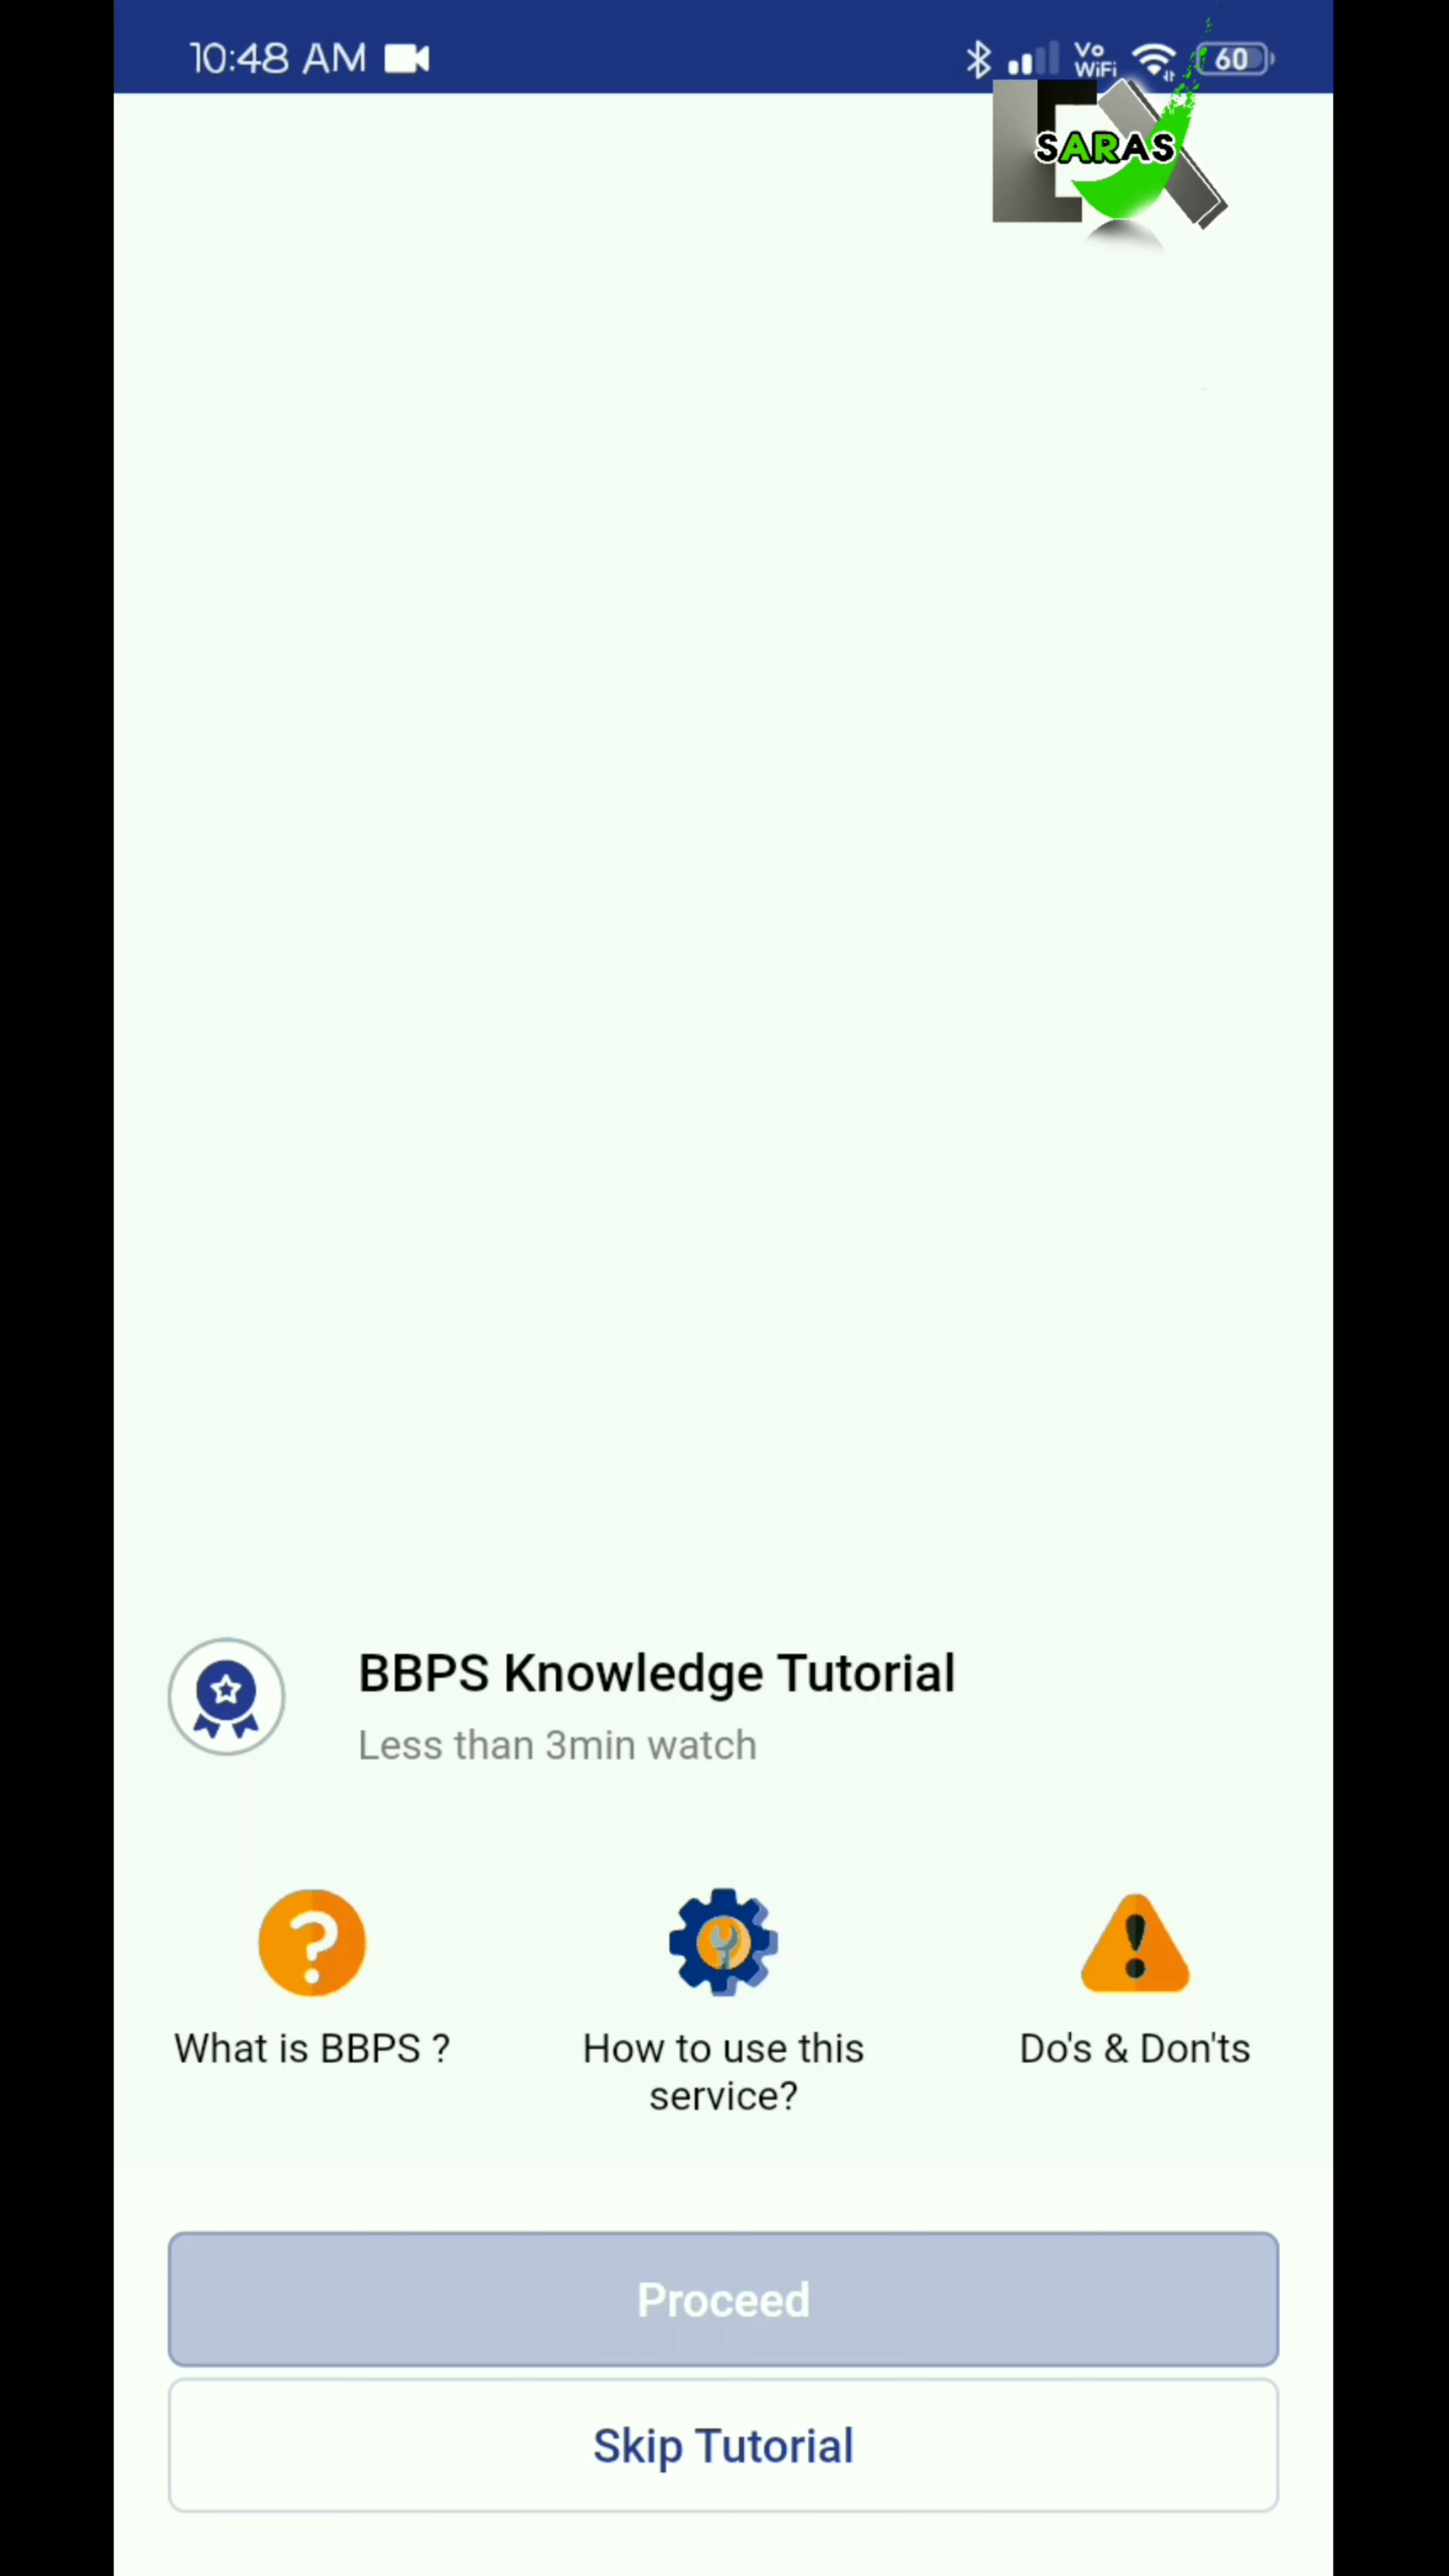 10:48 AM
Vo
WiFi
60
SARAS
BBPS Knowledge Tutorial
Less than 3min watch
What is BBPS ?
How to use this
service?
Do's & Don'ts
Proceed
Skip Tutorial